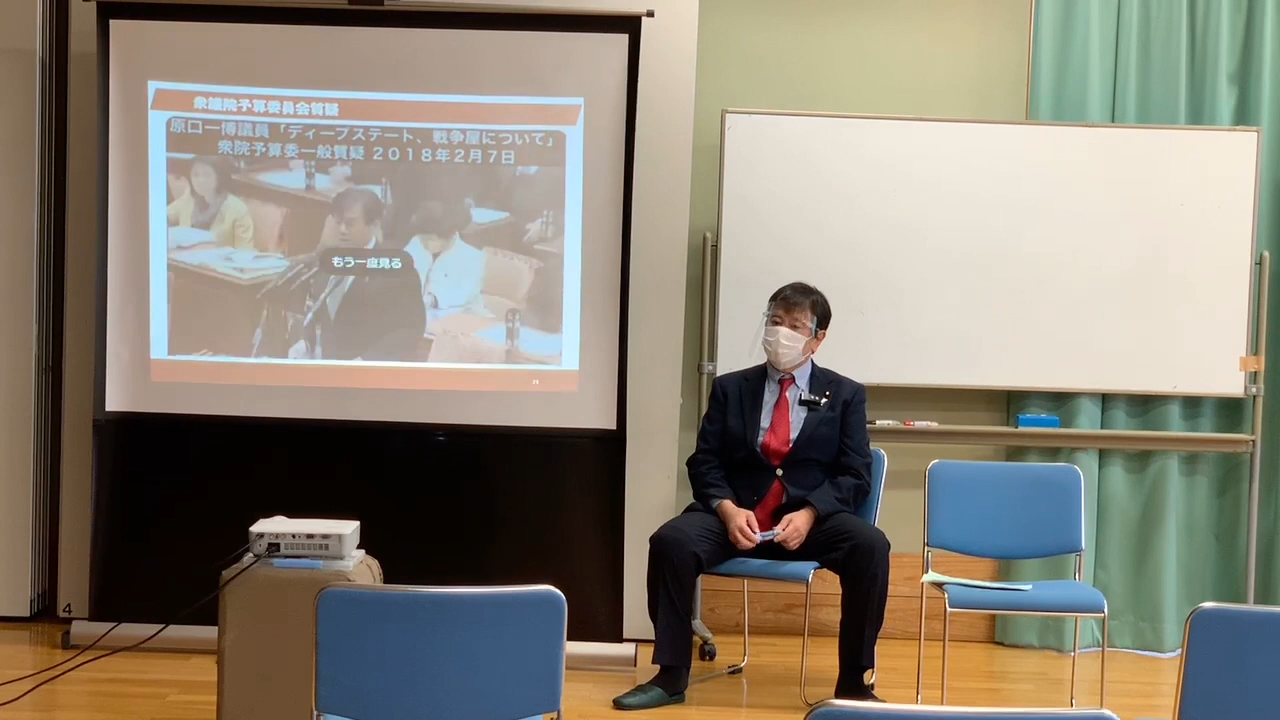 衆議院予算委員会質疑
原口一博議員「ディープステート、戦争屋について」
衆院予算委一般質疑 2018年2月7日
もう一度見る
4